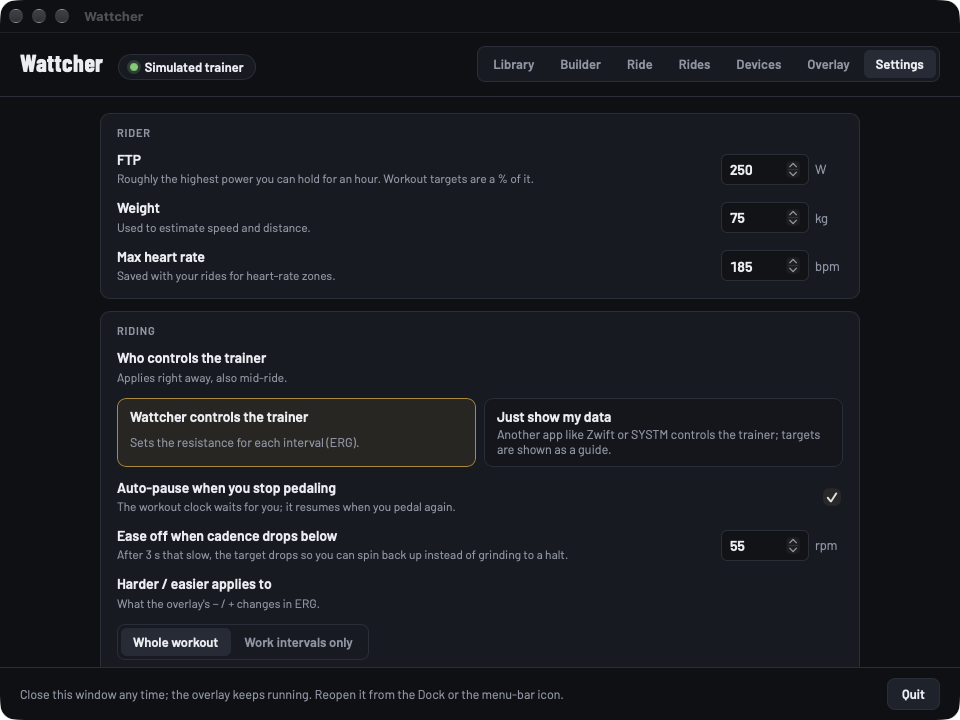 Wattcher
Wattcher
Simulated trainer
Library
Builder
Ride
Rides
Devices
Overlay
Settings
RIDER
FTP
Roughly the highest power you can hold for an hour. Workout targets are a % of it.
250 W
Weight
Used to estimate speed and distance.
75 kg
Max heart rate
Saved with your rides for heart-rate zones.
185 bpm
RIDING
Who controls the trainer
Applies right away, also mid-ride.
Wattcher controls the trainer
Sets the resistance for each interval (ERG).
Just show my data
Another app like Zwift or SYSTM controls the trainer; targets
are shown as a guide.
Auto-pause when you stop pedaling
The workout clock waits for you; it resumes when you pedal again.
Ease off when cadence drops below
After 3 s that slow, the target drops so you can spin back up instead of grinding to a halt.
55 rpm
Harder / easier applies to
What the overlay's – / + changes in ERG.
Whole workout
Work intervals only
Close this window any time; the overlay keeps running. Reopen it from the Dock or the menu-bar icon.
Quit